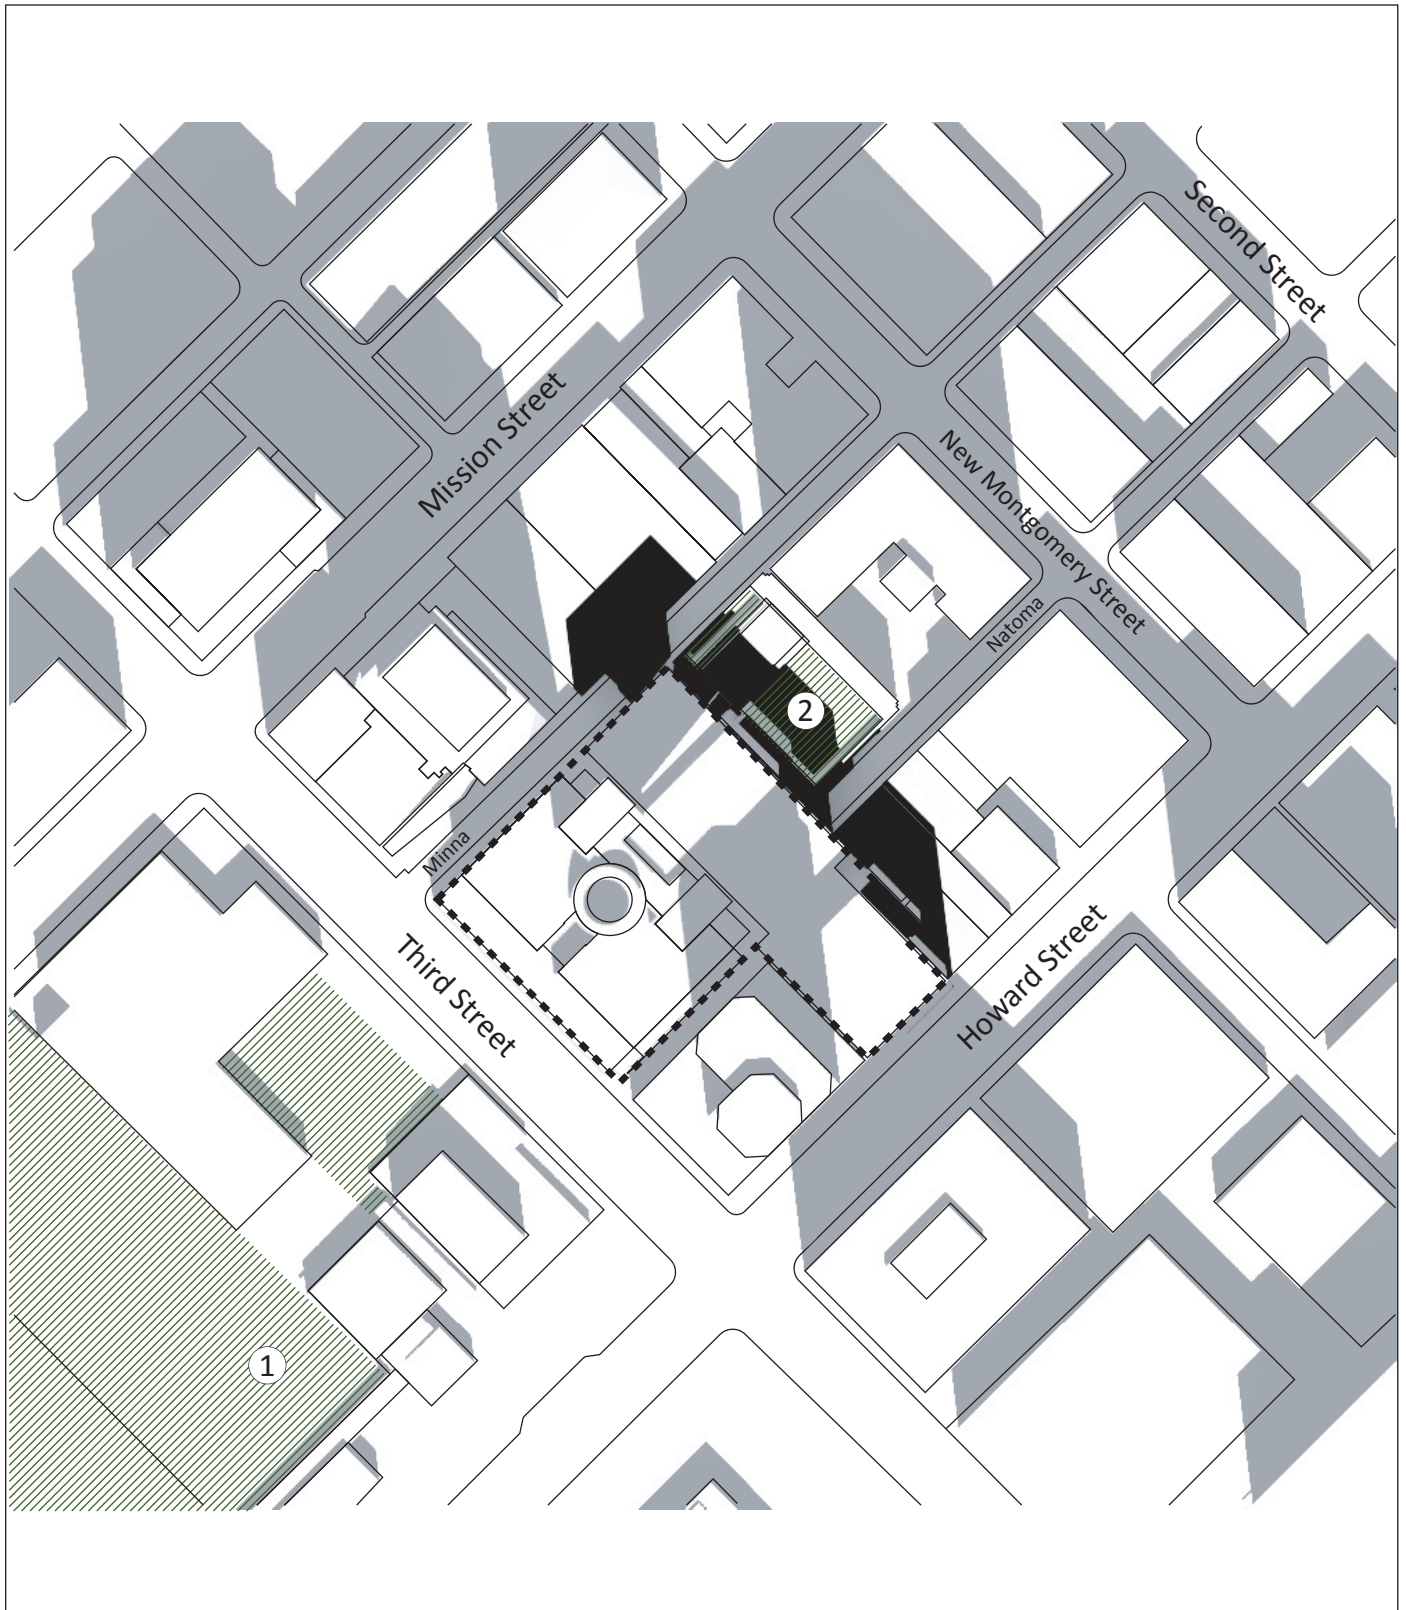 Second Street
Mission Street
New Montgomery Street
Natoma
2
Minna
Third Street
Howard Street
1